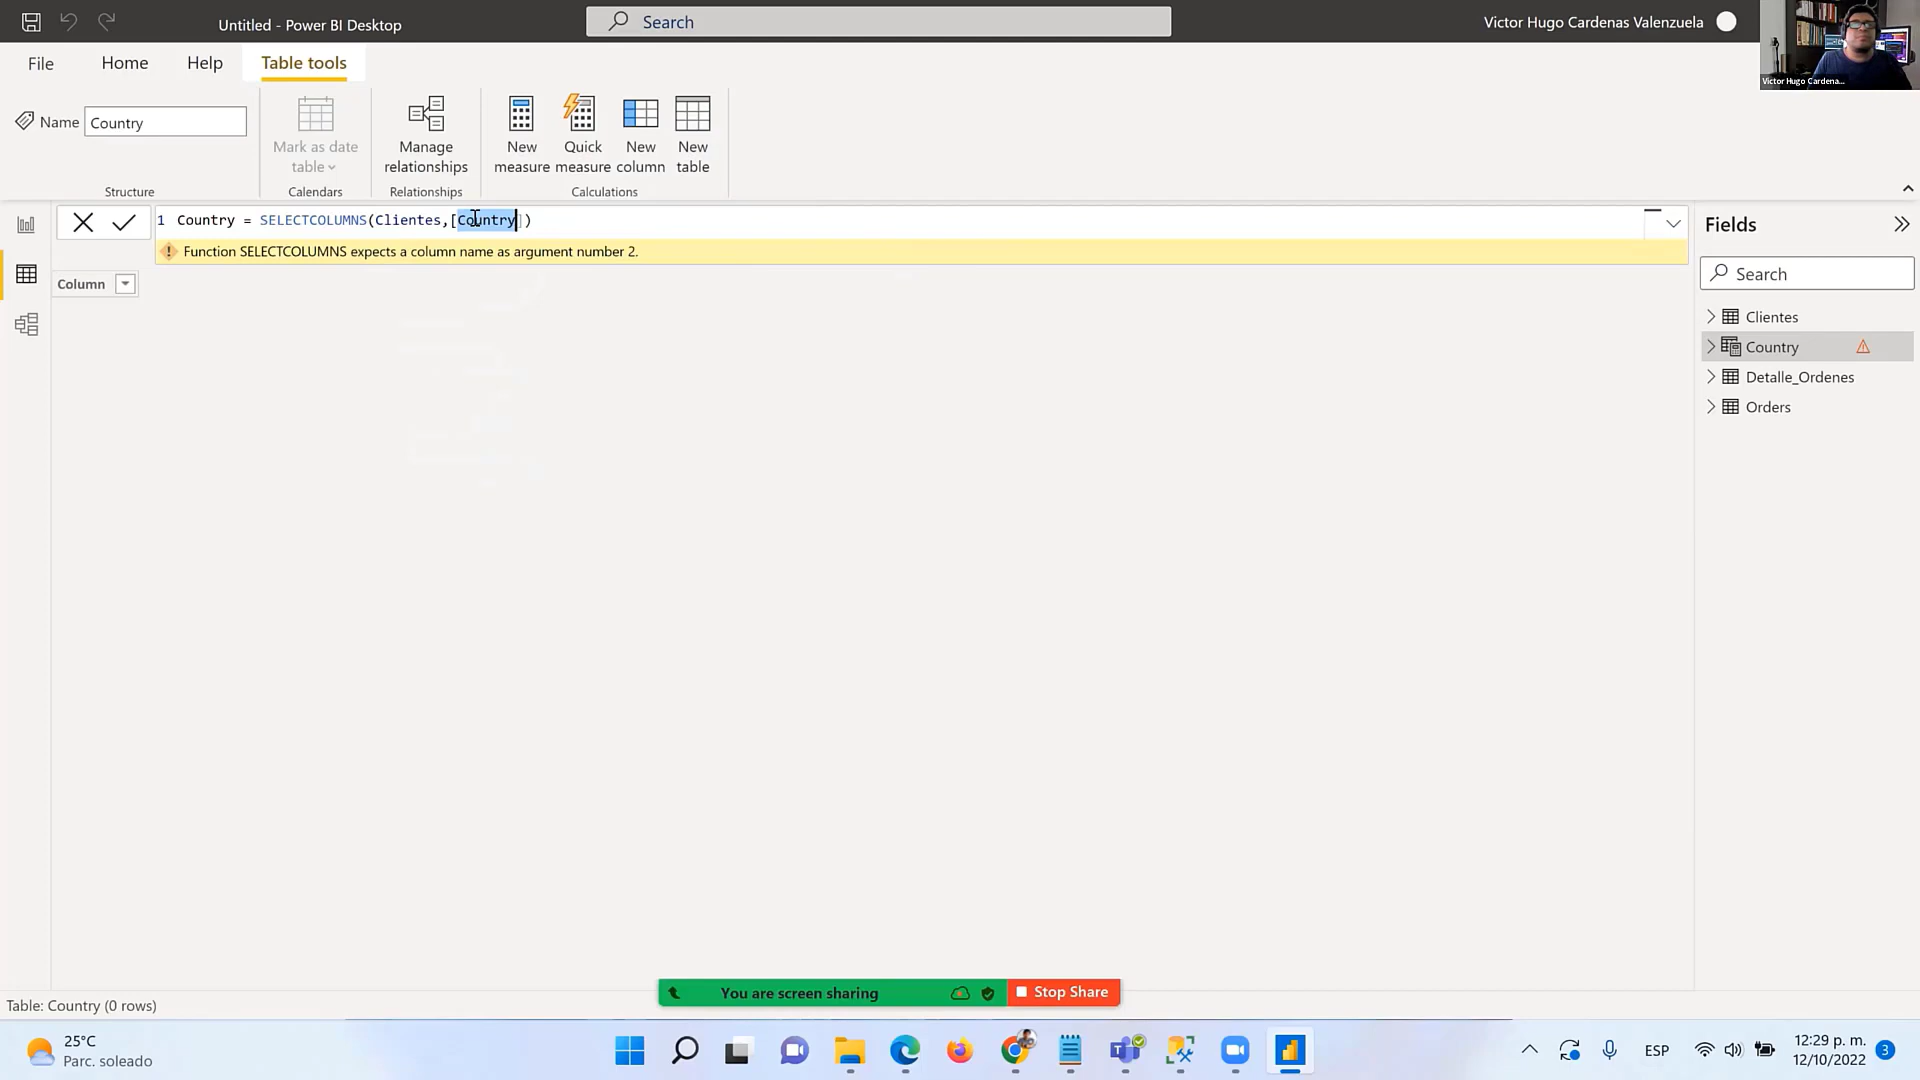 Untitled - Power BI Desktop
Search
Victor Hugo Cardenas Valenzuela
Victor Hugo Cardena...
File
Home
Help
Table tools
Name
Country
Mark as date
table
Manage
relationships
New
measure
Quick
measure
New
column
New
table
Structure
Calendars
Relationships
Calculations
1 Country = SELECTCOLUMNS(Clientes,[Country])
Function SELECTCOLUMNS expects a column name as argument number 2.
Column
Fields
Search
Clientes
Country
Detalle_Ordenes
Orders
You are screen sharing
Stop Share
Table: Country (0 rows)
25°C
Parc. soleado
ESP
12:29 p. m.
12/10/2022
3